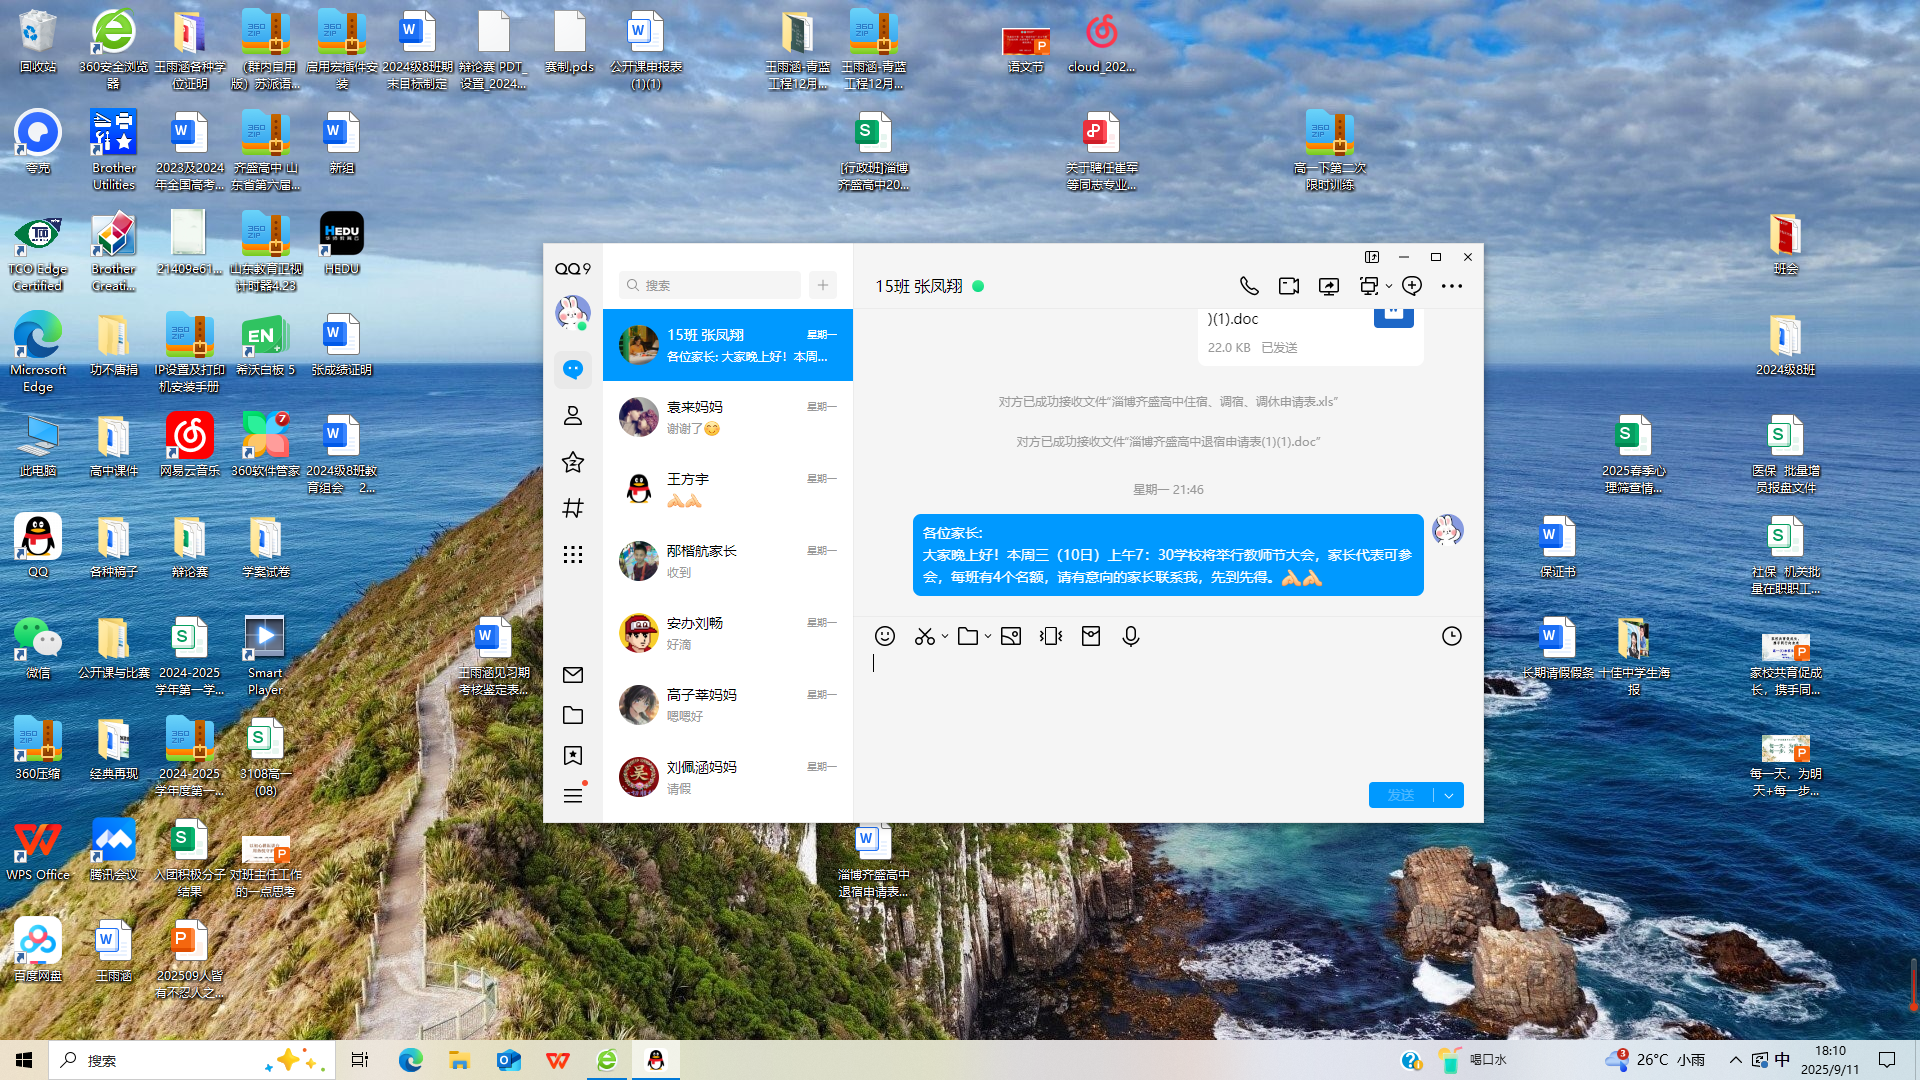 回收站
360安全浏览
器
王雨涵各种学
位证明
（群内自用
版）苏派语...
启用宏插件安
装
2024级8班期
末目标制定
辩论赛 PDT_
设置_2024...
赛制.pds
公开课申报表
(1)(1)
王雨涵-青蓝
工程12月...
王雨涵-青蓝
工程12月...
语文节
cloud_202...
夸克
Brother
Utilities
2023及2024
年全国高考...
齐盛高中 山
东省第六届...
新组
[行政班]淄博
齐盛高中20...
关于聘任崔军
等同志专业...
高一下第二次
限时训练
TCO Edge
Certified
Brother
Creati...
21409e61...
山东教育卫视
计时器4.23
HEDU
班会
Microsoft
Edge
功不唐捐
IP设置及打印
机安装手册
希沃白板 5
张成绩证明
2024级8班
此电脑
高中课件
网易云音乐
360软件管家
2024级8班教
育组会 2...
2025春季心
理筛查情...
医保_批量增
员报盘文件
QQ
各种稿子
辩论赛
学案试卷
保证书
社保_机关批
量在职职工...
微信
公开课与比赛
2024-2025
学年第一学...
Smart
Player
王雨涵见习期
考核鉴定表...
长期请假假条
十佳中学生海
报
家校共育促成
长，携手同...
360压缩
经典再现
2024-2025
学年度第一...
3108高一
(08)
每一天，为明
天+每一步...
WPS Office
腾讯会议
入团积极分子
结果
对班主任工作
的一点思考
淄博齐盛高中
退宿申请表...
百度网盘
王雨涵
202509人皆
有不忍人之...
QQ9
搜索
15班 张凤翔
星期一
各位家长: 大家晚上好！本周...
袁来妈妈
星期一
谢谢了
王方宇
星期一
邴楷航家长
星期一
收到
安办刘畅
星期一
好滴
高子莘妈妈
星期一
嗯嗯好
刘佩涵妈妈
星期一
请假
15班 张凤翔
)(1).doc
22.0 KB 已发送
对方已成功接收文件“淄博齐盛高中住宿、调宿、调休申请表.xls”
对方已成功接收文件“淄博齐盛高中退宿申请表(1)(1).doc”
星期一 21:46
各位家长:
大家晚上好！本周三（10日）上午7：30学校将举行教师节大会，家长代表可参
会，每班有4个名额，请有意向的家长联系我，先到先得。
发送
搜索
喝口水
3
26°C 小雨
中
18:10
2025/9/11